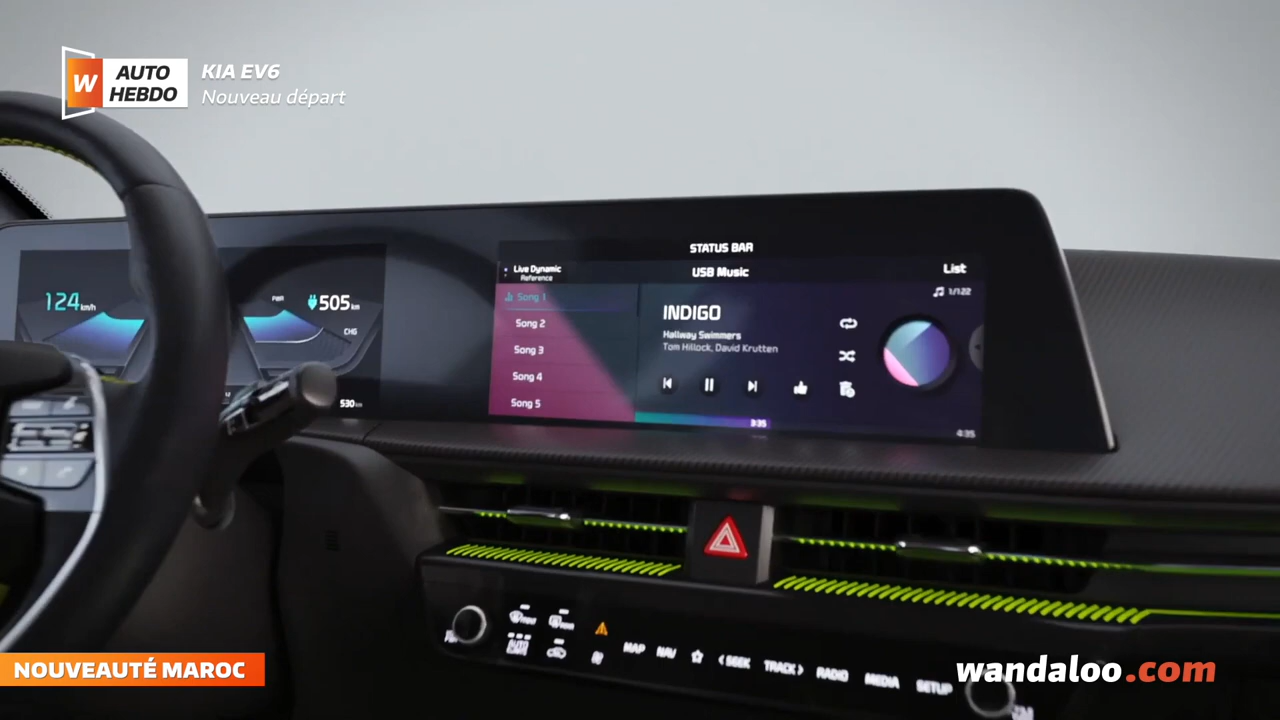 W
AUTO
HEBDO
KIA EV6
Nouveau départ
124 km/h
PWR
505 km
CHG
530 km
STATUS BAR
Live Dynamic
Reference
USB Music
List
1/122
Song 1
Song 2
Song 3
Song 4
Song 5
INDIGO
Hallway Swimmers
Tom Hillock, David Krutten
3:35
4:35
AUTO
MAP
NAV
SEEK
TRACK
RADIO
MEDIA
SETUP
NOUVEAUTÉ MAROC
wandaloo.com